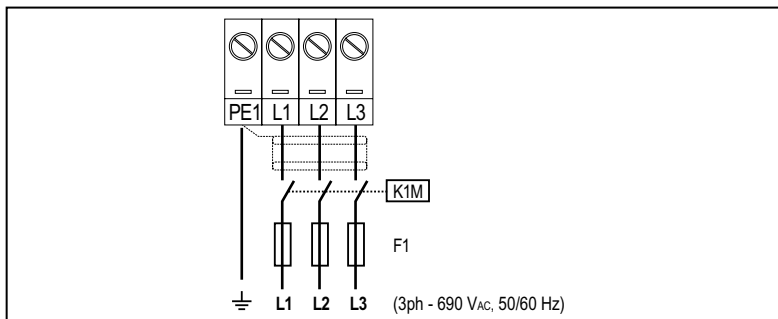 PE1 L1 L2 L3
K1M
F1
L1 L2 L3 (3ph - 690 VAC, 50/60 Hz)